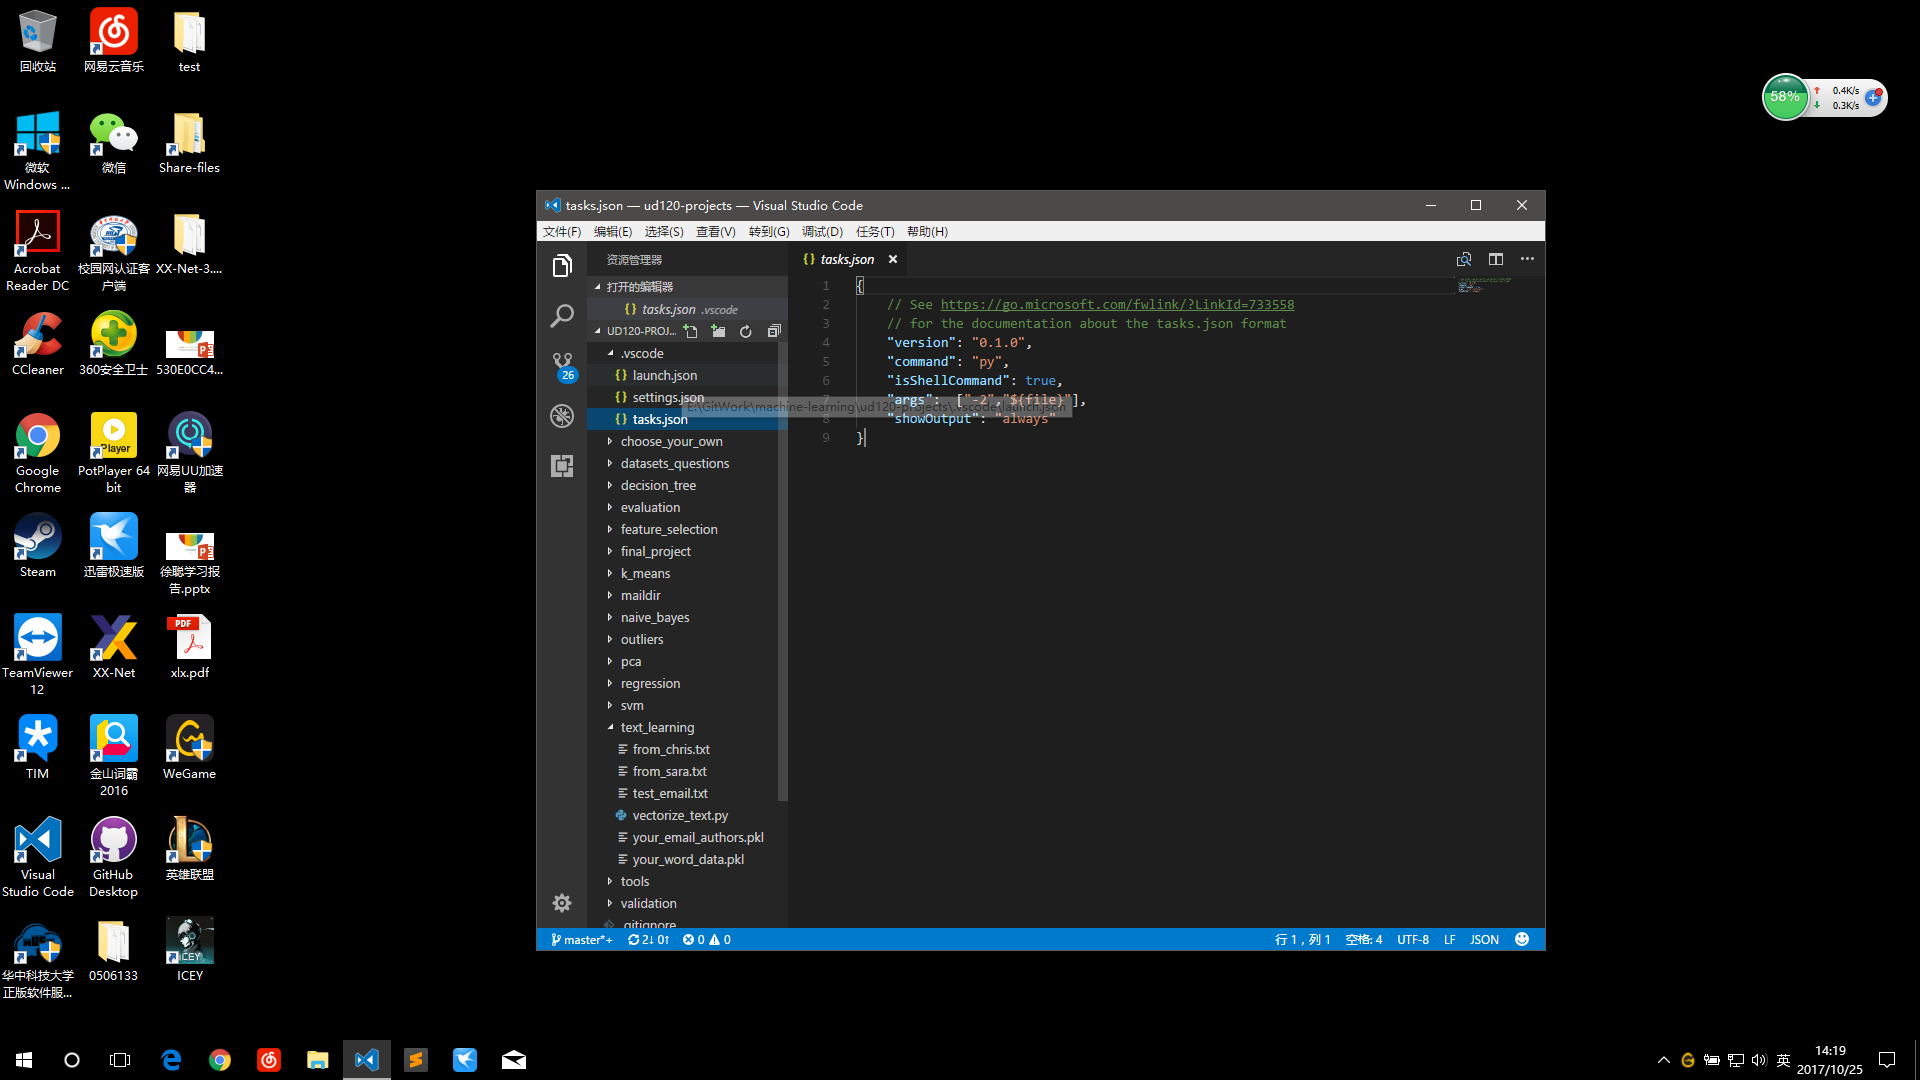 回收站
网易云音乐
test
微软
Windows ...
微信
Share-files
Acrobat
Reader DC
校园网认证客
户端
XX-Net-3....
CCleaner
360安全卫士
530E0CC4...
Google
Chrome
PotPlayer 64
bit
网易UU加速
器
Steam
迅雷极速版
徐聪学习报
告.pptx
TeamViewer
12
XX-Net
xlx.pdf
TIM
金山词霸
2016
WeGame
Visual
Studio Code
GitHub
Desktop
英雄联盟
华中科技大学
正版软件服...
0506133
ICEY
58%
0.4K/s
0.3K/s
tasks.json — ud120-projects — Visual Studio Code
文件(F) 编辑(E) 选择(S) 查看(V) 转到(G) 调试(D) 任务(T) 帮助(H)
资源管理器
打开的编辑器
{} tasks.json .vscode
UD120-PROJ...
.vscode
{} launch.json
{} settings.json
{} tasks.json
choose_your_own
datasets_questions
decision_tree
evaluation
feature_selection
final_project
k_means
maildir
naive_bayes
outliers
pca
regression
svm
text_learning
from_chris.txt
from_sara.txt
test_email.txt
vectorize_text.py
your_email_authors.pkl
your_word_data.pkl
tools
validation
.gitignore
26
E:\GitWork\machine-learning\ud120-projects\.vscode\launch.json
{} tasks.json
1 {
2 // See https://go.microsoft.com/fwlink/?LinkId=733558
3 // for the documentation about the tasks.json format
4 "version": "0.1.0",
5 "command": "py",
6 "isShellCommand": true,
7 "args": ["-2","${file}"],
8 "showOutput": "always"
9 }
master*+ 2↓ 0↑ 0 0
行 1，列 1 空格: 4 UTF-8 LF JSON
英
14:19
2017/10/25